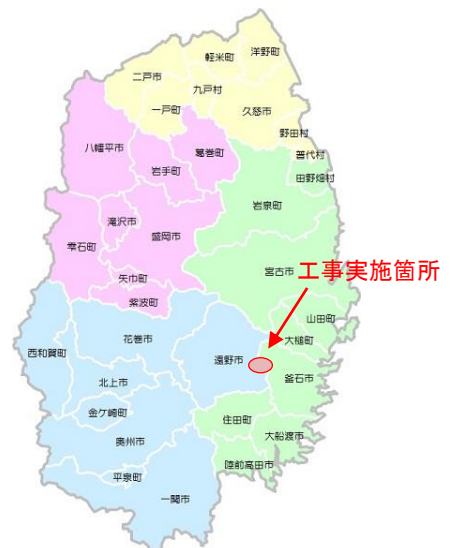 洋野町
軽米町
二戸市
九戸村
一戸町
久慈市
野田村
八幡平市
葛巻町
普代村
岩手町
田野畑村
岩泉町
滝沢市
盛岡市
雫石町
宮古市
工事実施箇所
矢巾町
紫波町
山田町
花巻市
大槌町
西和賀町
遠野市
釜石市
北上市
金ケ崎町
住田町
奥州市
大船渡市
陸前高田市
平泉町
一関市